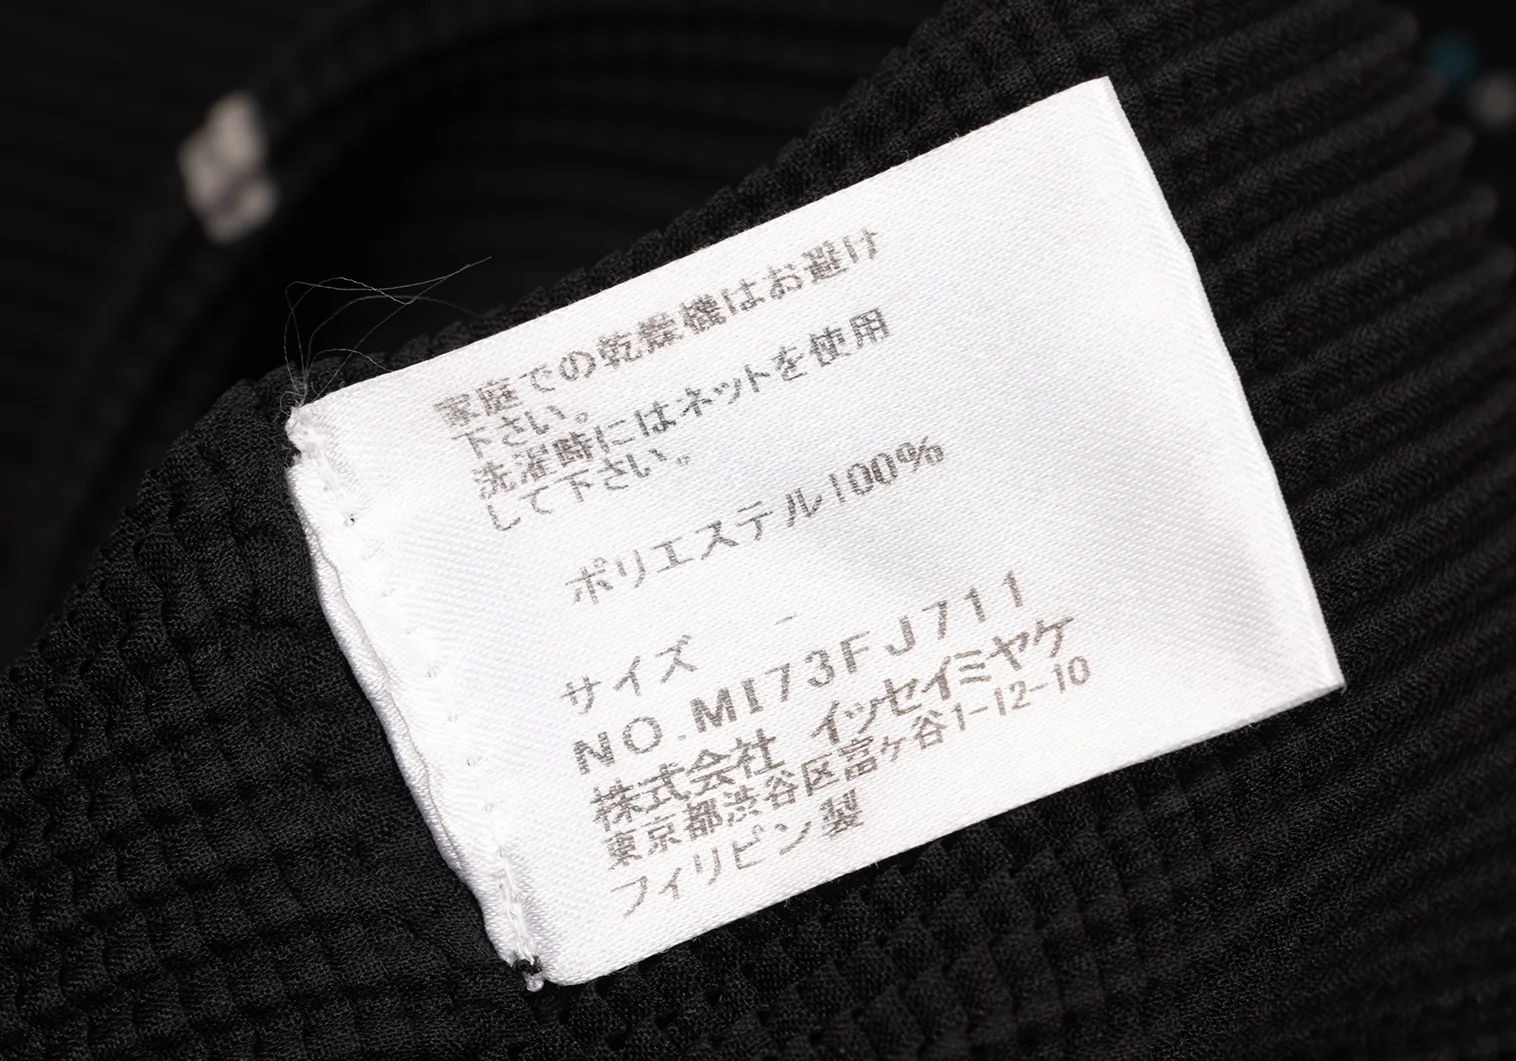 家庭での乾燥機はお避け
下さい。
洗濯時にはネットを使用
して下さい。
ポリエステル100%
サイズ -
NO.MI73FJ711
株式会社 イッセイミヤケ
東京都渋谷区富ヶ谷1-12-10
フィリピン製